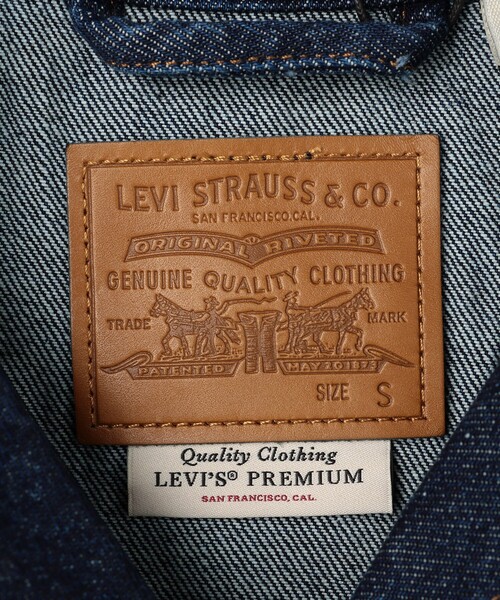 LEVI STRAUSS & CO.
SAN FRANCISCO, CAL.
ORIGINAL RIVETED
GENUINE QUALITY CLOTHING
TRADE MARK
PATENTED MAY 20 1873
SIZE S
Quality Clothing
LEVI'S® PREMIUM
SAN FRANCISCO, CAL.